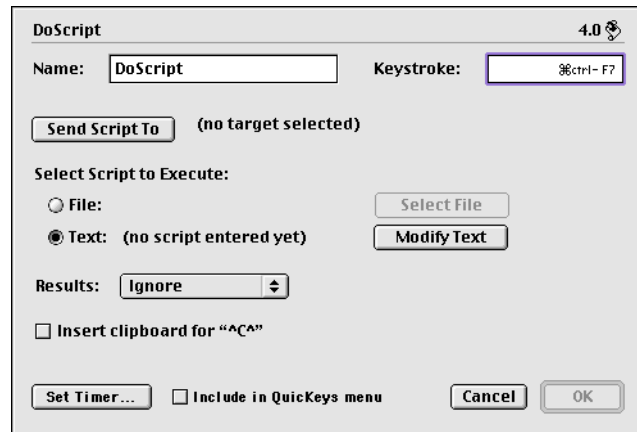 DoScript 4.0
Name: DoScript Keystroke: ⌘ctrl-F7
Send Script To (no target selected)
Select Script to Execute:
File: Select File
Text: (no script entered yet) Modify Text
Results: Ignore
Insert clipboard for “^C^”
Set Timer... Include in QuicKeys menu Cancel OK